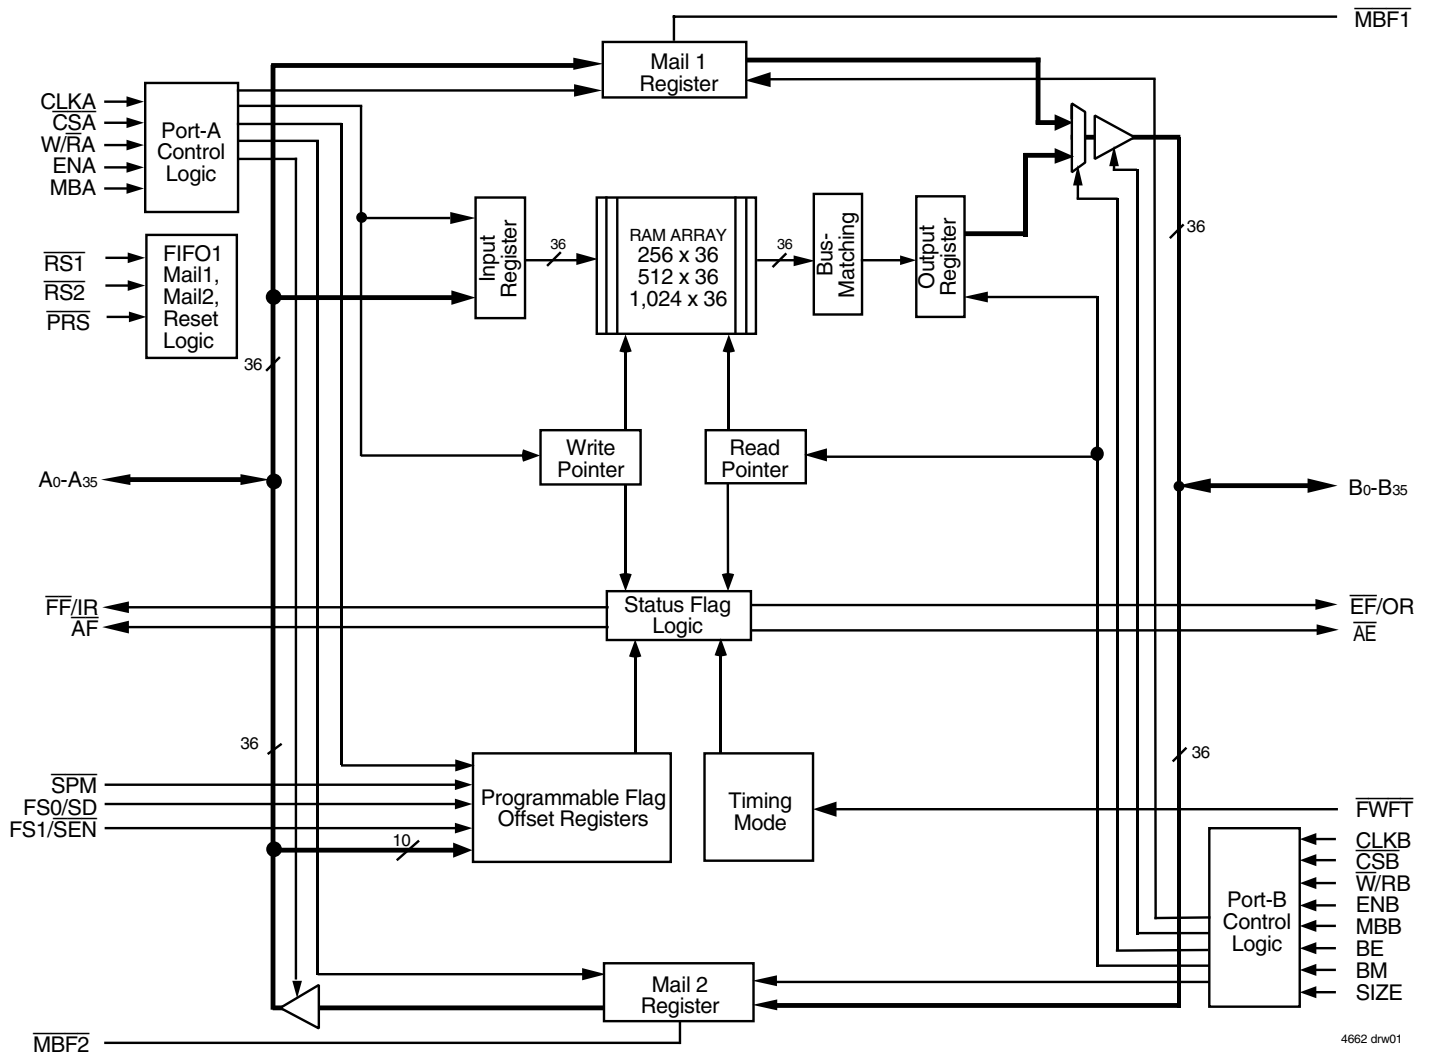 MBF1
Mail 1
Register
CLKA
CSA
W/RA
ENA
MBA
Port-A
Control
Logic
RS1
RS2
PRS
FIFO1
Mail1,
Mail2,
Reset
Logic
36
Input
Register
36
RAM ARRAY
256 x 36
512 x 36
1,024 x 36
36
Bus-
Matching
Output
Register
36
Write
Pointer
Read
Pointer
A0-A35
B0-B35
FF/IR
AF
Status Flag
Logic
EF/OR
AE
36
36
SPM
FS0/SD
FS1/SEN
10
Programmable Flag
Offset Registers
Timing
Mode
FWFT
Port-B
Control
Logic
CLKB
CSB
W/RB
ENB
MBB
BE
BM
SIZE
Mail 2
Register
MBF2
4662 drw01